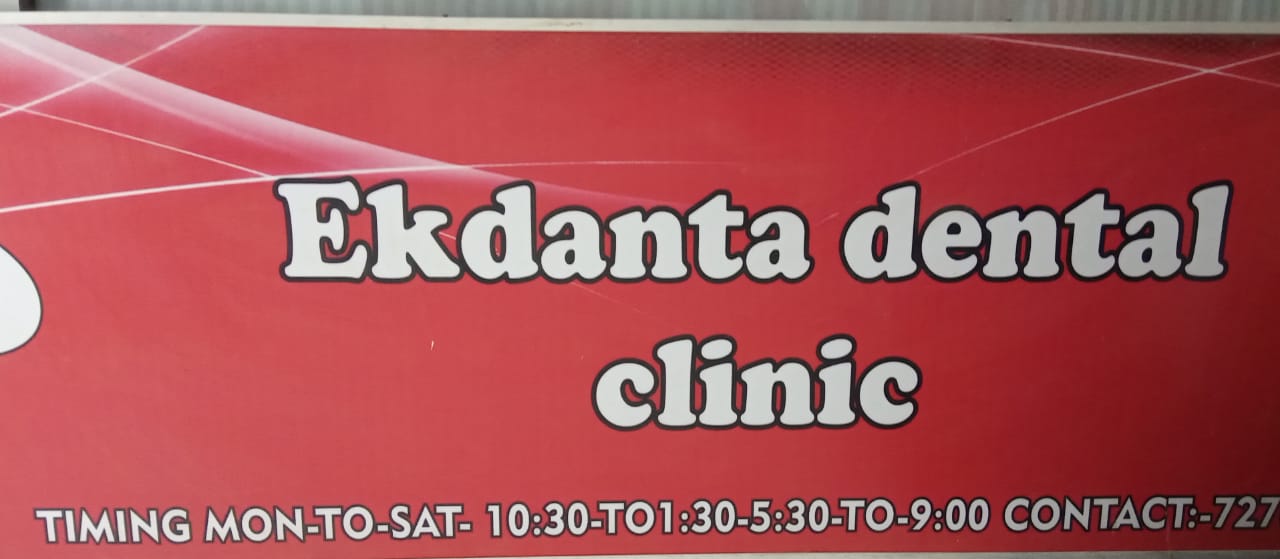 Ekdanta dental
clinic
TIMING MON-TO-SAT- 10:30-TO1:30-5:30-TO-9:00 CONTACT:-727